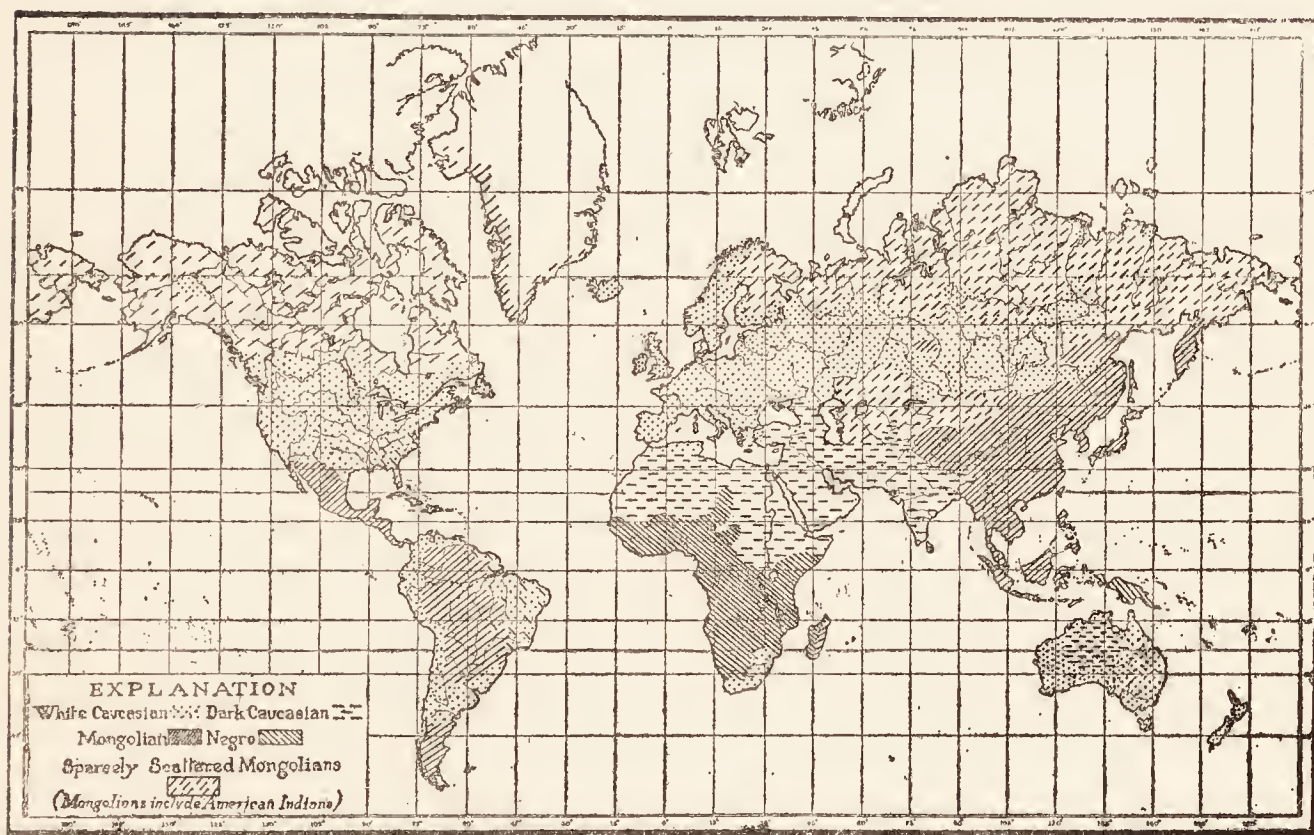 EXPLANATION
White Caucasian Dark Caucasian
Mongolian Negro
Sparsely Scattered Mongolians
(Mongolians include American Indians)